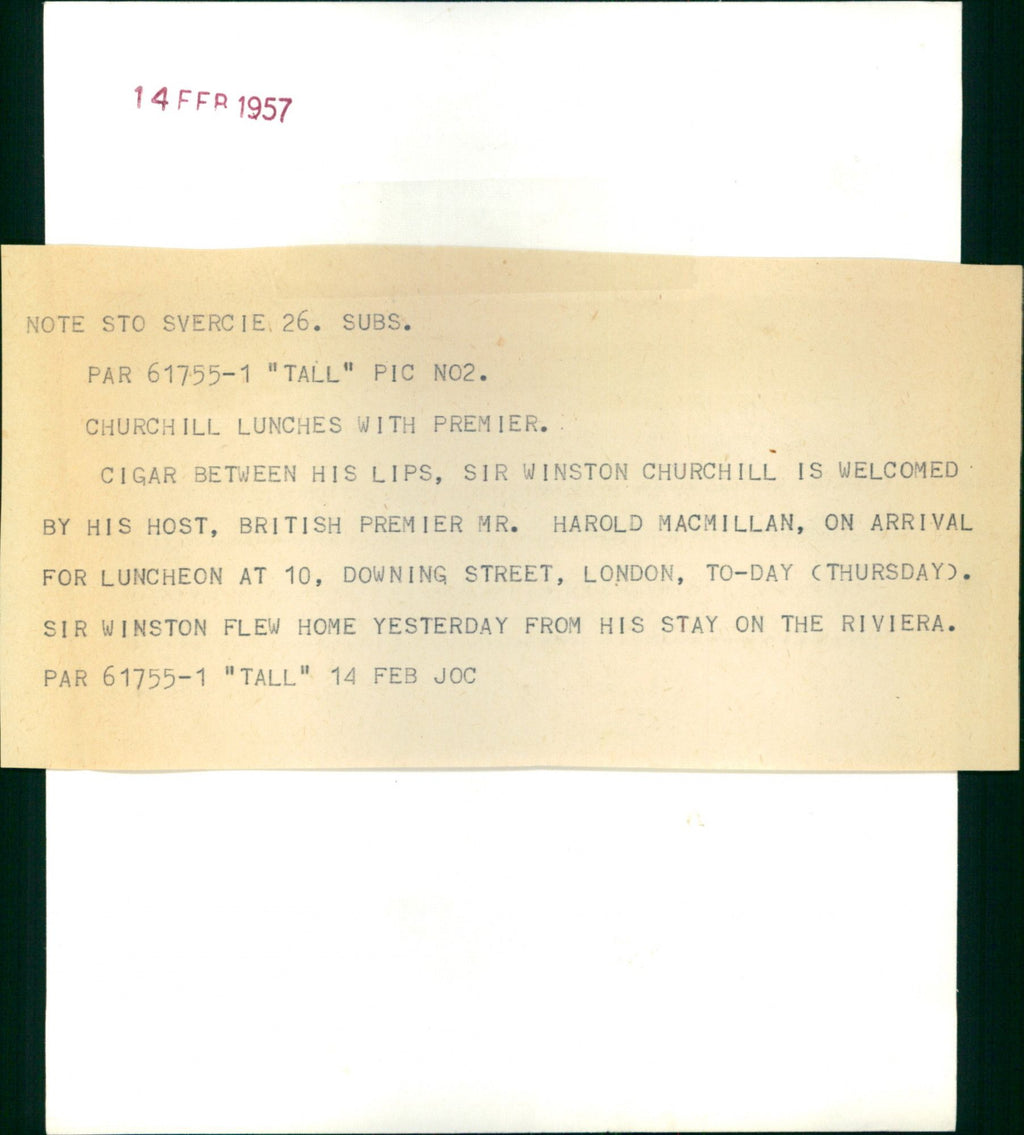 14 FEB 1957
NOTE STO SVERCIE 26. SUBS.
PAR 61755-1 "TALL" PIC NO2.
CHURCHILL LUNCHES WITH PREMIER.
CIGAR BETWEEN HIS LIPS, SIR WINSTON CHURCHILL IS WELCOMED
BY HIS HOST, BRITISH PREMIER MR. HAROLD MACMILLAN, ON ARRIVAL
FOR LUNCHEON AT 10, DOWNING STREET, LONDON, TO-DAY (THURSDAY).
SIR WINSTON FLEW HOME YESTERDAY FROM HIS STAY ON THE RIVIERA.
PAR 61755-1 "TALL" 14 FEB JOC